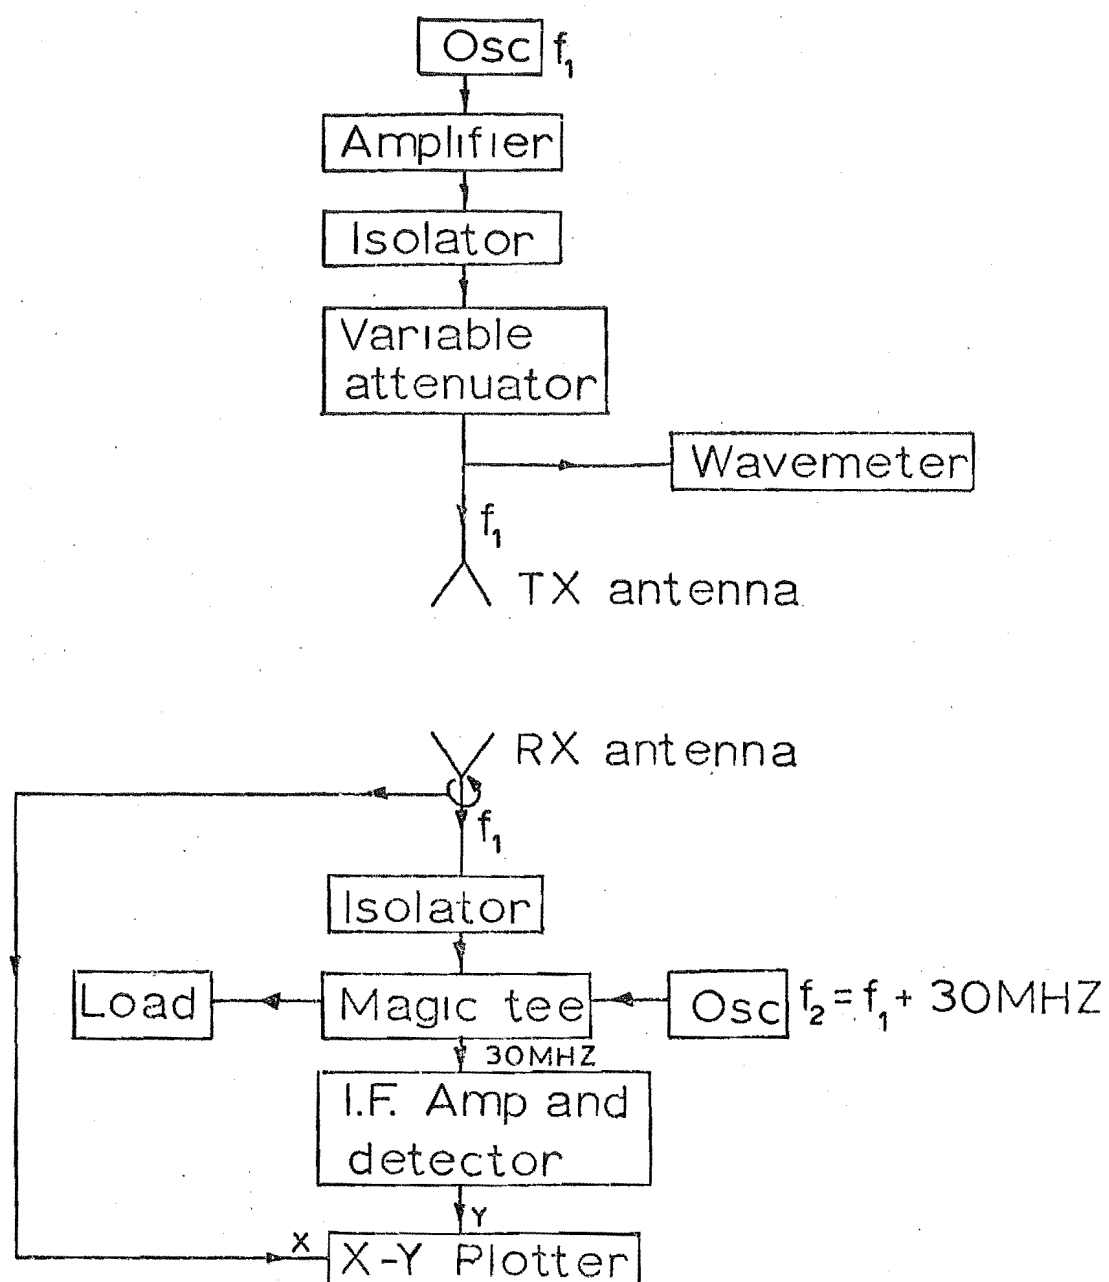 Osc f₁
Amplifier
Isolator
Variable
attenuator
Wavemeter
f₁
TX antenna
RX antenna
f₁
Isolator
Load
Magic tee
Osc f₂=f₁+ 30MHZ
30MHZ
I.F. Amp and
detector
Y
X
X-Y Plotter